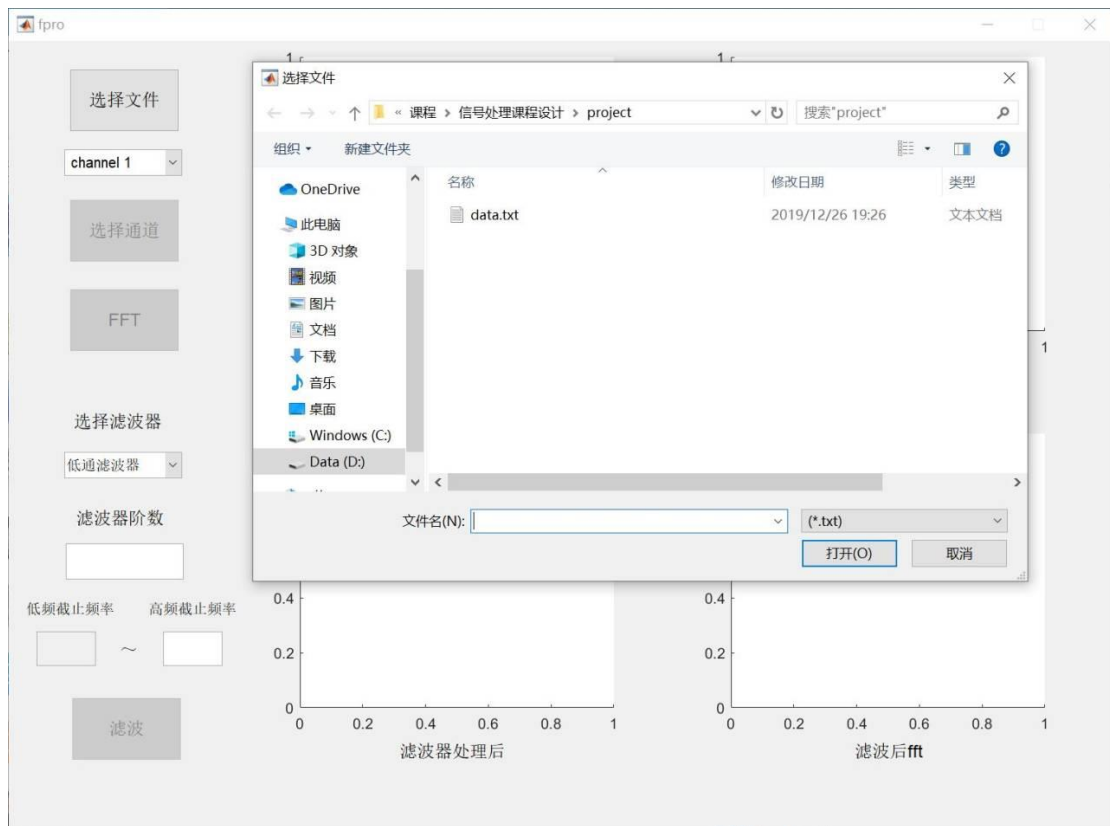 fpro
选择文件
channel 1
选择通道
FFT
选择滤波器
低通滤波器
滤波器阶数
低频截止频率 高频截止频率
~
滤波
1
1
选择文件
« 课程 › 信号处理课程设计 › project
搜索"project"
组织 新建文件夹
名称 修改日期 类型
data.txt 2019/12/26 19:26 文本文档
OneDrive
此电脑
3D 对象
视频
图片
文档
下载
音乐
桌面
Windows (C:)
Data (D:)
文件名(N): (*.txt)
打开(O) 取消
1
0.4
0.2
0
0 0.2 0.4 0.6 0.8 1
滤波器处理后
0.4
0.2
0
0 0.2 0.4 0.6 0.8 1
滤波后fft